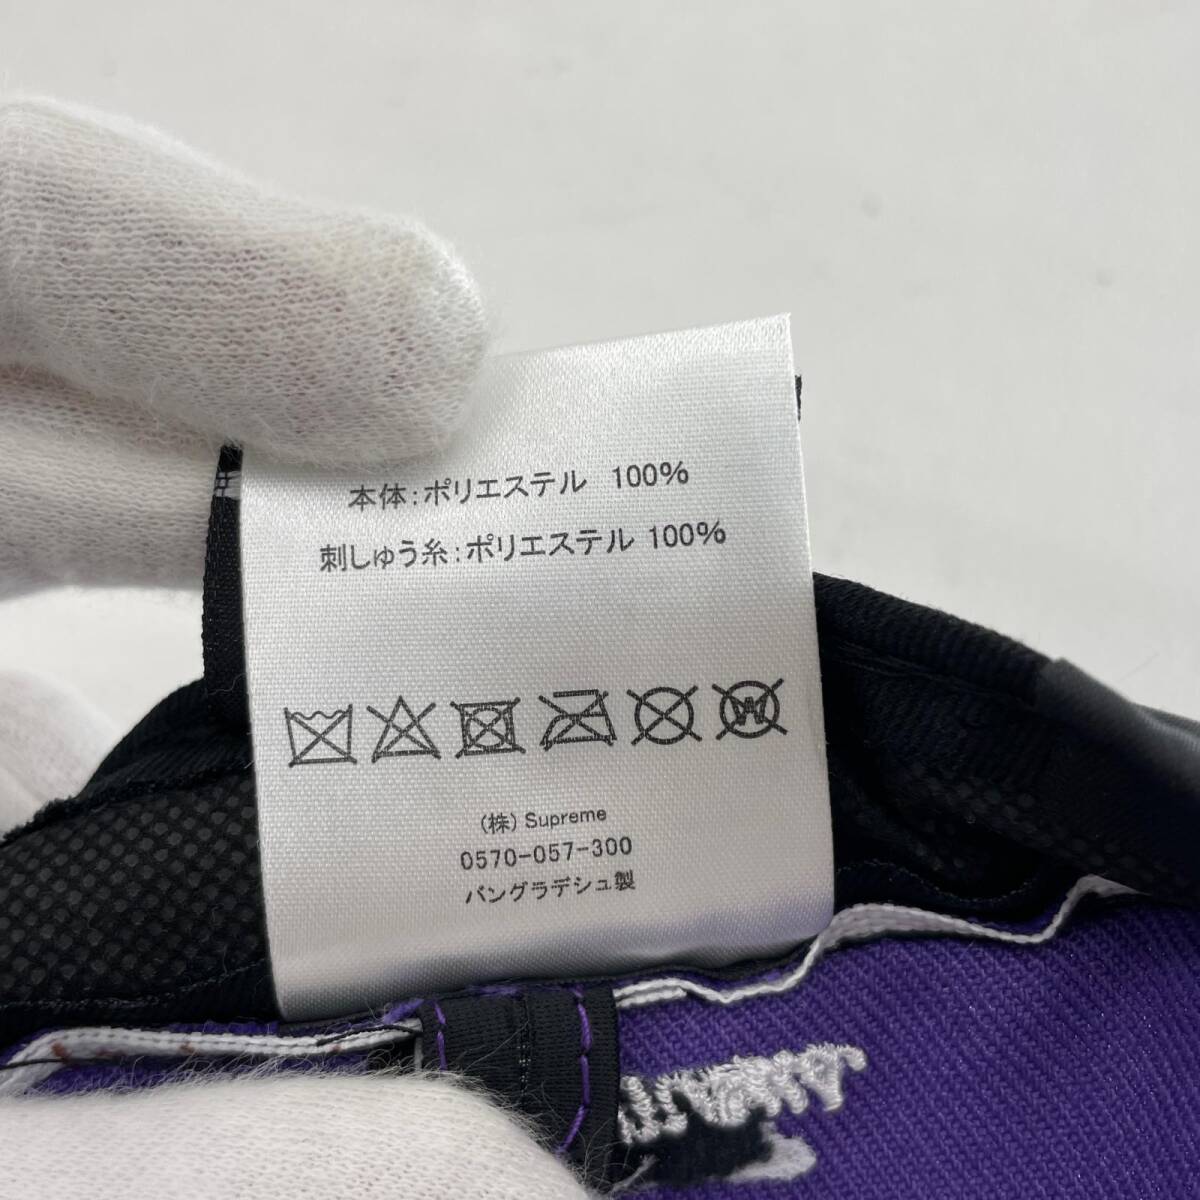 本体：ポリエステル 100%
刺しゅう糸：ポリエステル 100%
(株) Supreme
0570-057-300
バングラデシュ製